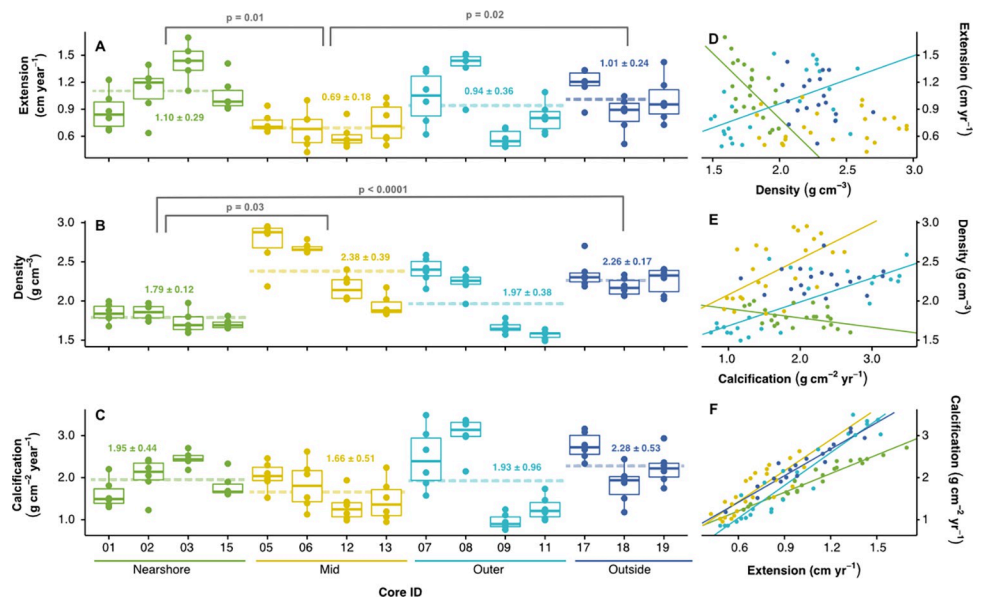 p = 0.01
p = 0.02
A
Extension
(cm year⁻¹)
1.5
1.2
0.9
0.6
1.10 ± 0.29
0.69 ± 0.18
0.94 ± 0.36
1.01 ± 0.24
D
1.5
1.2
0.9
0.6
Extension (cm yr⁻¹)
1.5 2.0 2.5 3.0
Density (g cm⁻³)
p < 0.0001
p = 0.03
B
Density
(g cm⁻³)
3.0
2.5
2.0
1.5
1.79 ± 0.12
2.38 ± 0.39
1.97 ± 0.38
2.26 ± 0.17
E
3.0
2.5
2.0
1.5
Density (g cm⁻³)
1.0 2.0 3.0
Calcification (g cm⁻² yr⁻¹)
C
Calcification
(g cm⁻² year⁻¹)
3.0
2.0
1.0
1.95 ± 0.44
1.66 ± 0.51
1.93 ± 0.96
2.28 ± 0.53
01 02 03 15 05 06 12 13 07 08 09 11 17 18 19
Nearshore Mid Outer Outside
Core ID
F
3
2
1
Calcification (g cm⁻² yr⁻¹)
0.6 0.9 1.2 1.5
Extension (cm yr⁻¹)